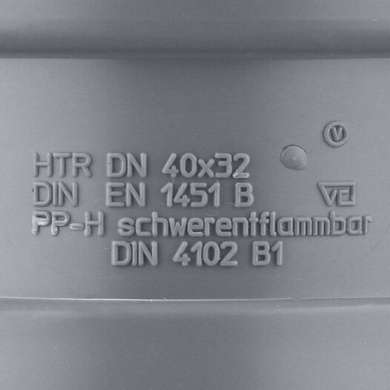 V
HTR DN 40x32
DIN EN 1451 B
PP-H schwerentflammbar
DIN 4102 B1